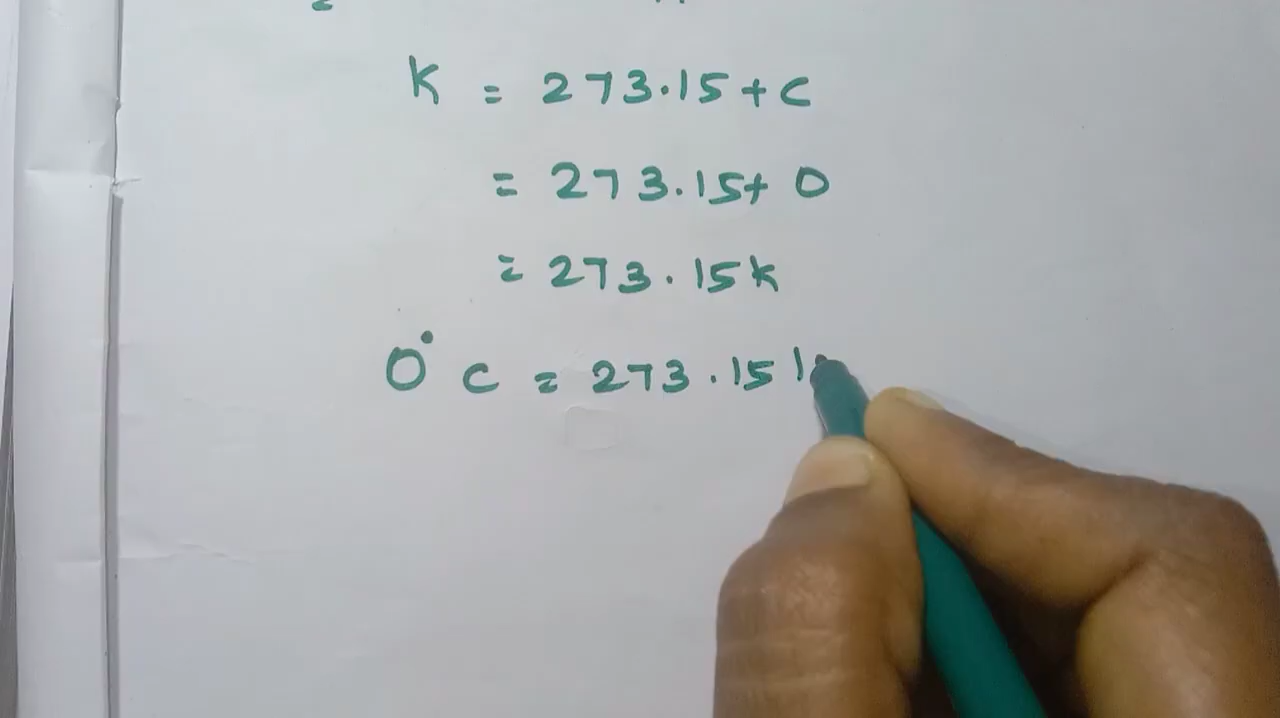 K = 273.15 + C
= 273.15 + 0
= 273.15 k
0° C = 273.15